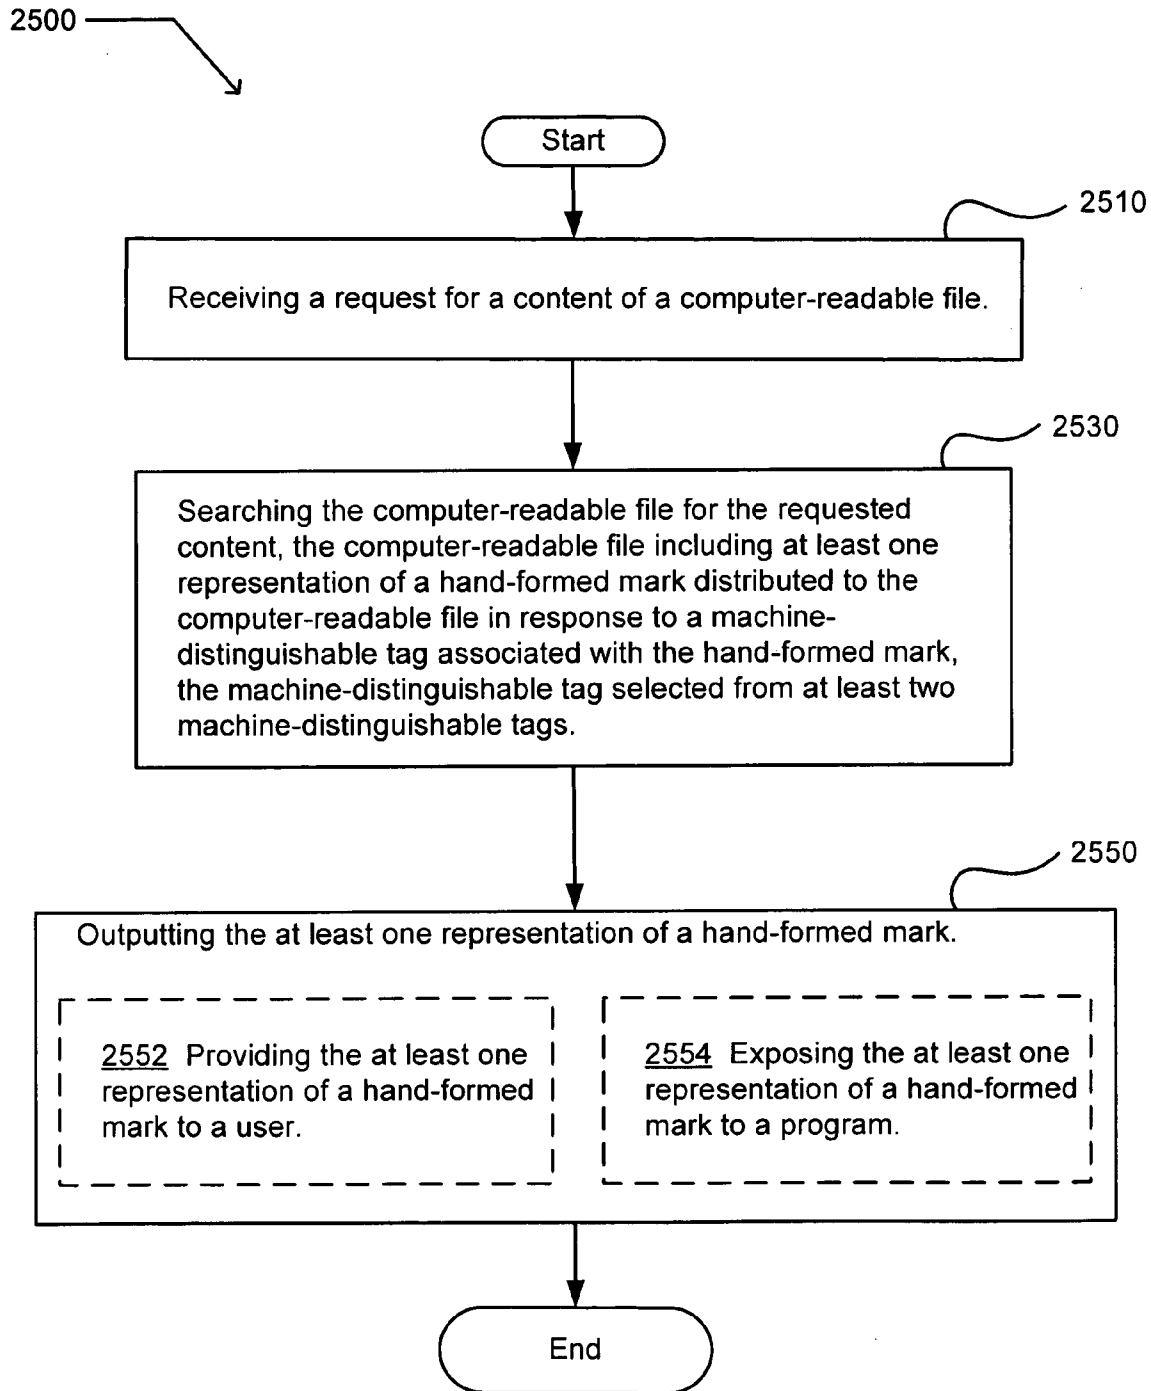 2500
Start
2510
Receiving a request for a content of a computer-readable file.
2530
Searching the computer-readable file for the requested
content, the computer-readable file including at least one
representation of a hand-formed mark distributed to the
computer-readable file in response to a machine-
distinguishable tag associated with the hand-formed mark,
the machine-distinguishable tag selected from at least two
machine-distinguishable tags.
2550
Outputting the at least one representation of a hand-formed mark.
2552 Providing the at least one
representation of a hand-formed
mark to a user.
2554 Exposing the at least one
representation of a hand-formed
mark to a program.
End